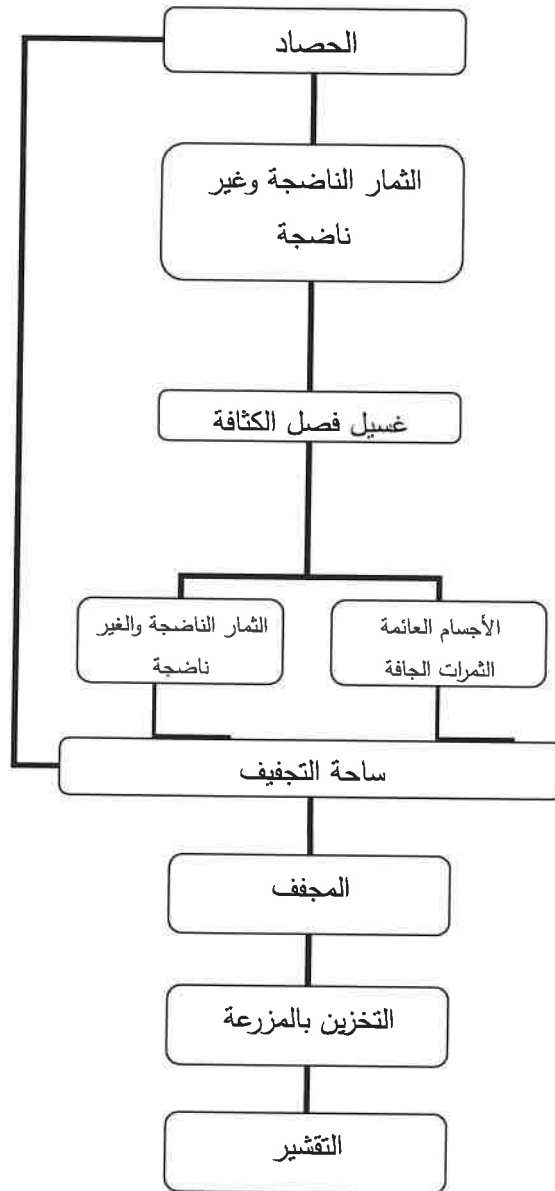 الحصاد
الثمار الناضجة وغير
ناضجة
غسيل فصل الكثافة
الثمار الناضجة والغير
ناضجة
الأجسام العائمة
الثمرات الجافة
ساحة التجفيف
المجفف
التخزين بالمزرعة
التقشير